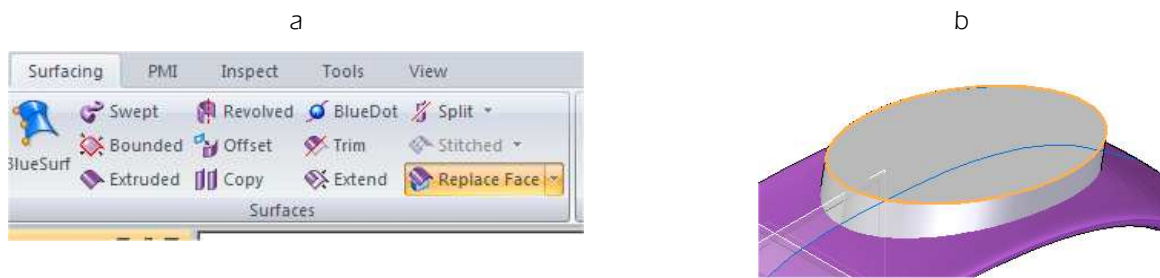 a
b
Surfacing PMI Inspect Tools View
Swept Revolved BlueDot Split
Bounded Offset Trim Stitched
BlueSurf
Extruded Copy Extend Replace Face
Surfaces